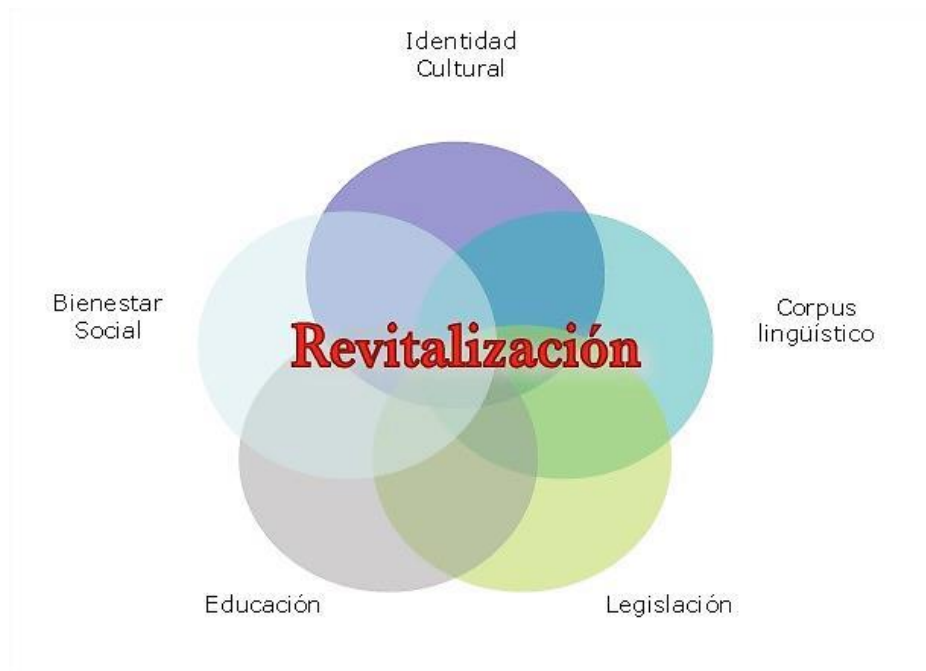 Identidad
Cultural
Bienestar
Social
Revitalización
Corpus
lingüístico
Educación
Legislación